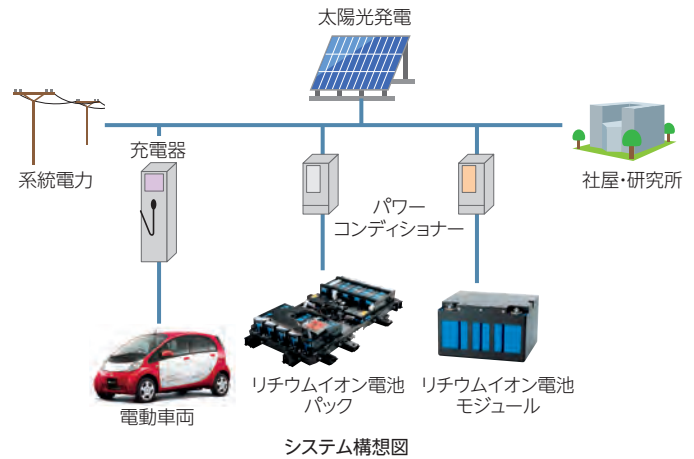 太陽光発電
系統電力
充電器
社屋・研究所
パワー
コンディショナー
リチウムイオン電池
パック
リチウムイオン電池
モジュール
電動車両
システム構想図